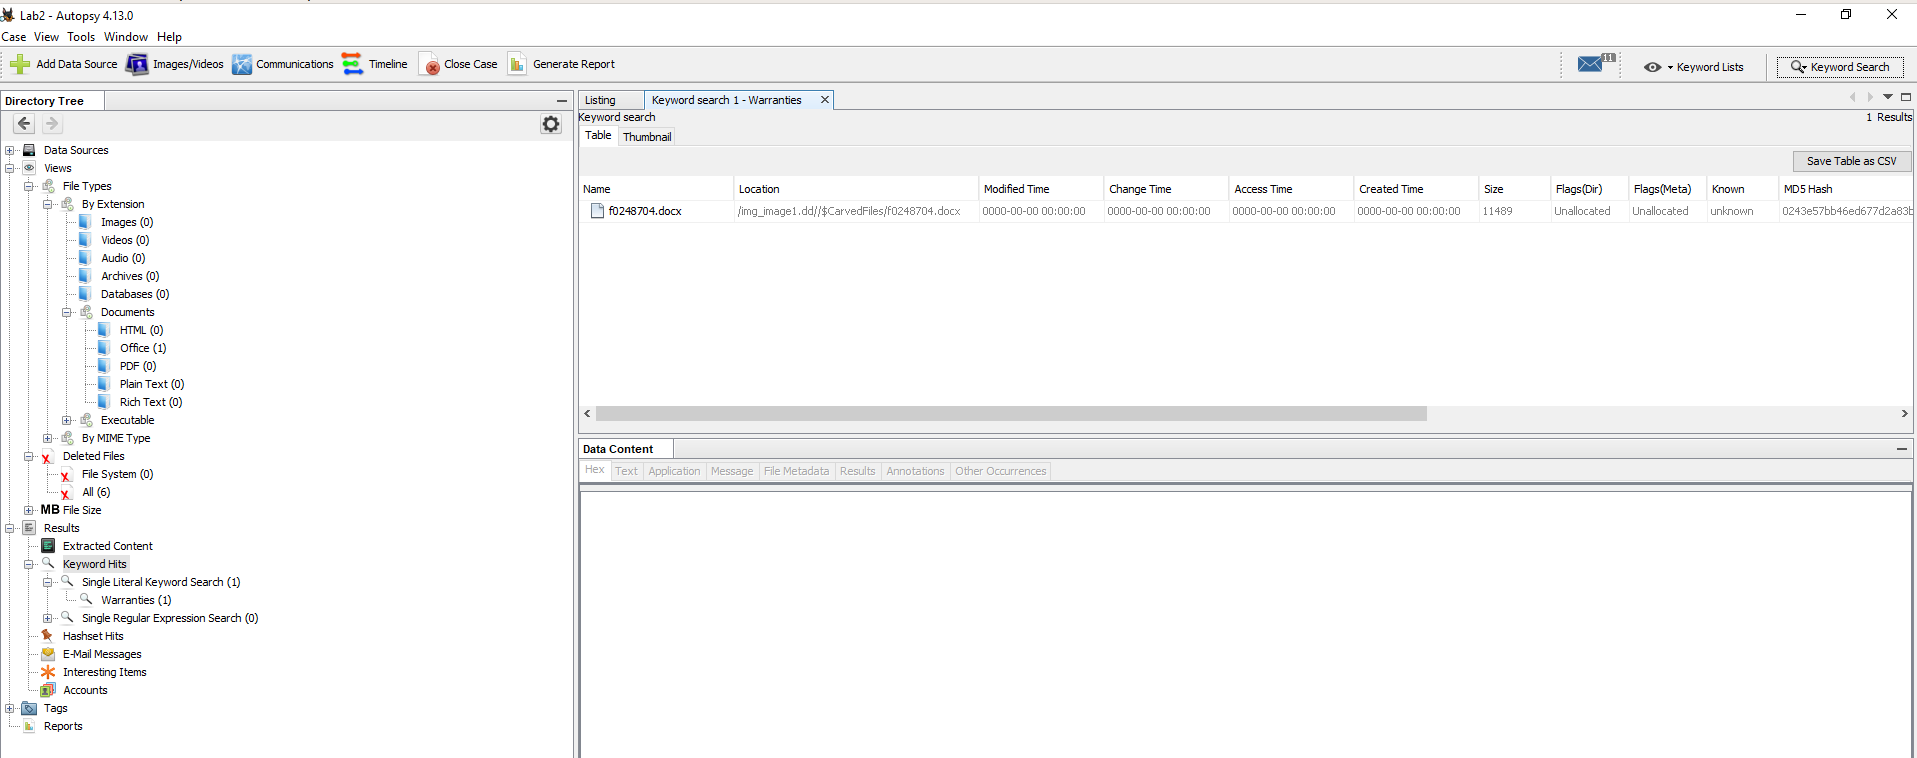 Lab2 - Autopsy 4.13.0
Case View Tools Window Help
Add Data Source Images/Videos Communications Timeline Close Case Generate Report 11 Keyword Lists Keyword Search
Directory Tree
Data Sources
Views
File Types
By Extension
Images (0)
Videos (0)
Audio (0)
Archives (0)
Databases (0)
Documents
HTML (0)
Office (1)
PDF (0)
Plain Text (0)
Rich Text (0)
Executable
By MIME Type
Deleted Files
File System (0)
All (6)
MB File Size
Results
Extracted Content
Keyword Hits
Single Literal Keyword Search (1)
Warranties (1)
Single Regular Expression Search (0)
Hashset Hits
E-Mail Messages
Interesting Items
Accounts
Tags
Reports
Listing Keyword search 1 - Warranties
Keyword search 1 Results
Table Thumbnail
Save Table as CSV
Name Location Modified Time Change Time Access Time Created Time Size Flags(Dir) Flags(Meta) Known MD5 Hash
f0248704.docx /img_image1.dd//$CarvedFiles/f0248704.docx 0000-00-00 00:00:00 0000-00-00 00:00:00 0000-00-00 00:00:00 0000-00-00 00:00:00 11489 Unallocated Unallocated unknown 0243e57bb46ed677d2a83b
Data Content
Hex Text Application Message File Metadata Results Annotations Other Occurrences